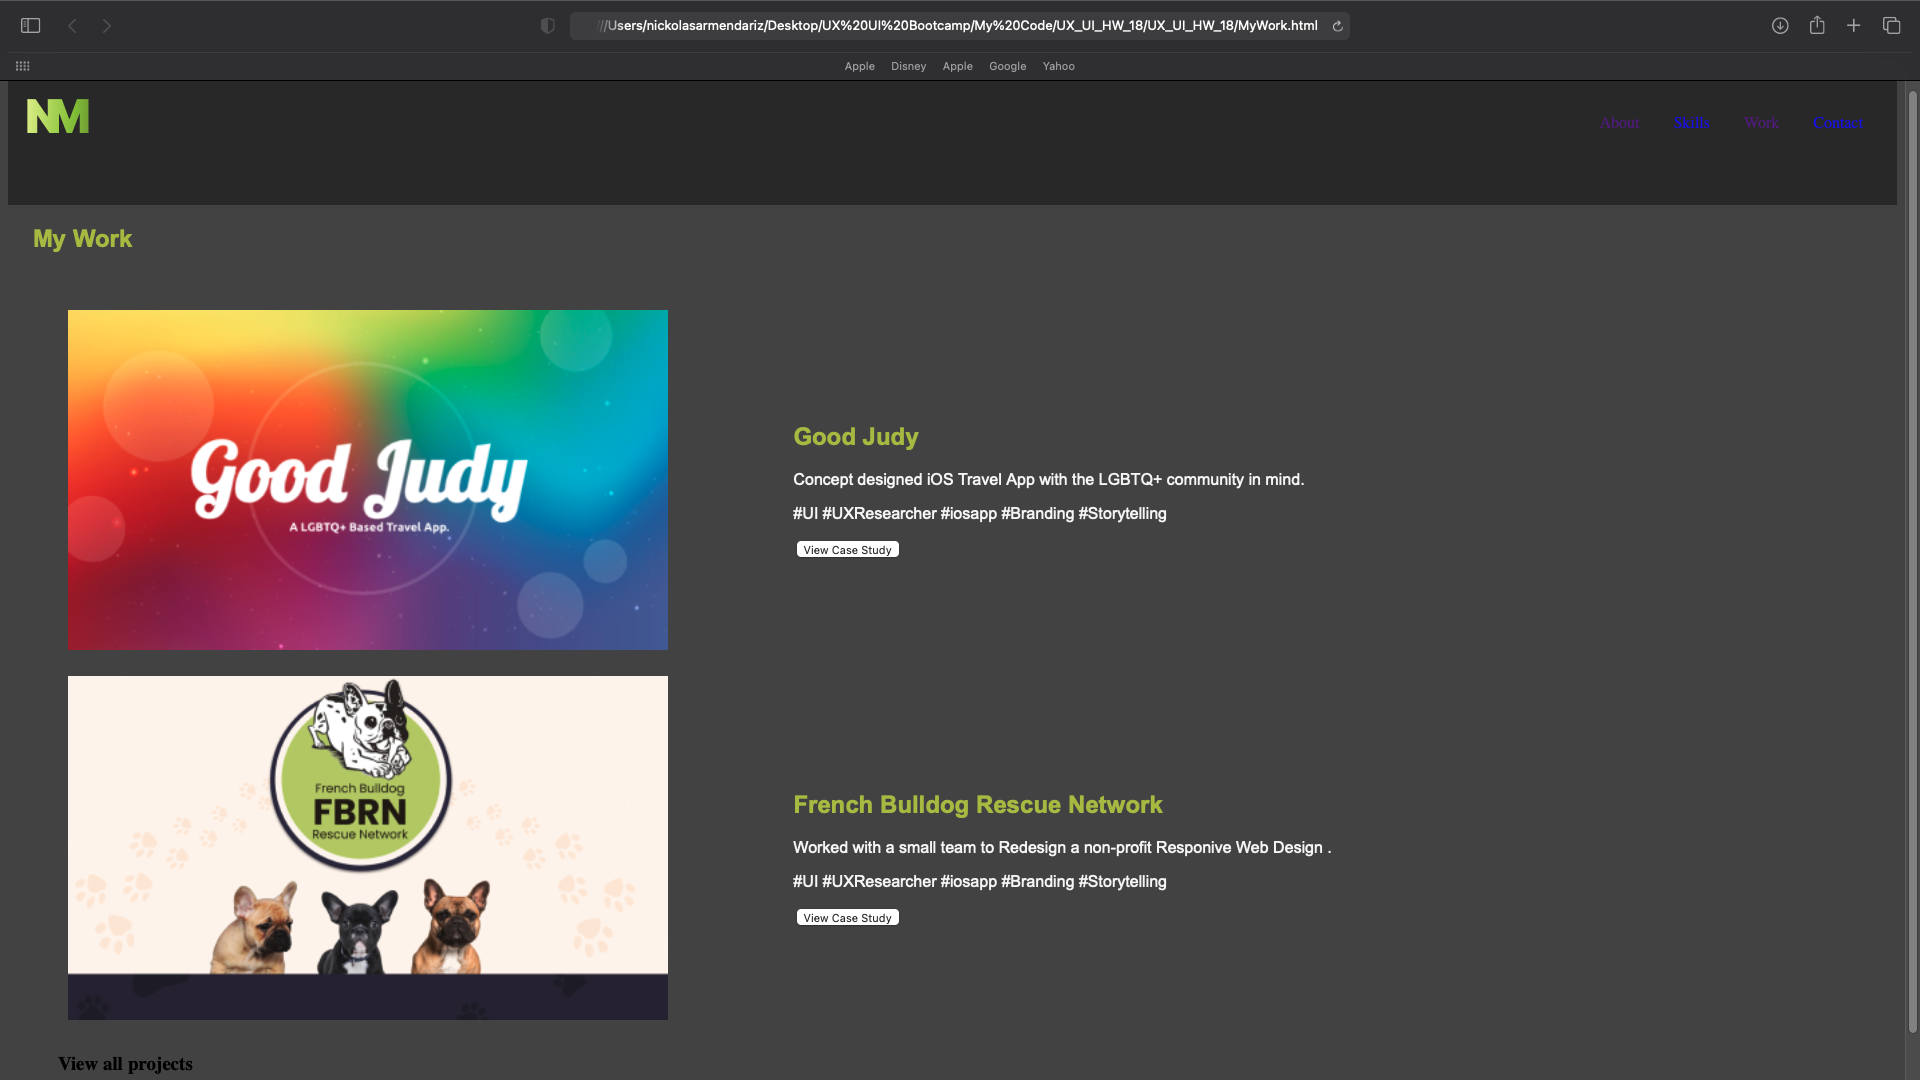 ///Users/nickolasarmendariz/Desktop/UX%20UI%20Bootcamp/My%20Code/UX_UI_HW_18/UX_UI_HW_18/MyWork.html
Apple Disney Apple Google Yahoo
NM
About Skills Work Contact
My Work
Good Judy
A LGBTQ+ Based Travel App.
Good Judy
Concept designed iOS Travel App with the LGBTQ+ community in mind.
#UI #UXResearcher #iosapp #Branding #Storytelling
View Case Study
French Bulldog
FBRN
Rescue Network
French Bulldog Rescue Network
Worked with a small team to Redesign a non-profit Responive Web Design .
#UI #UXResearcher #iosapp #Branding #Storytelling
View Case Study
View all projects